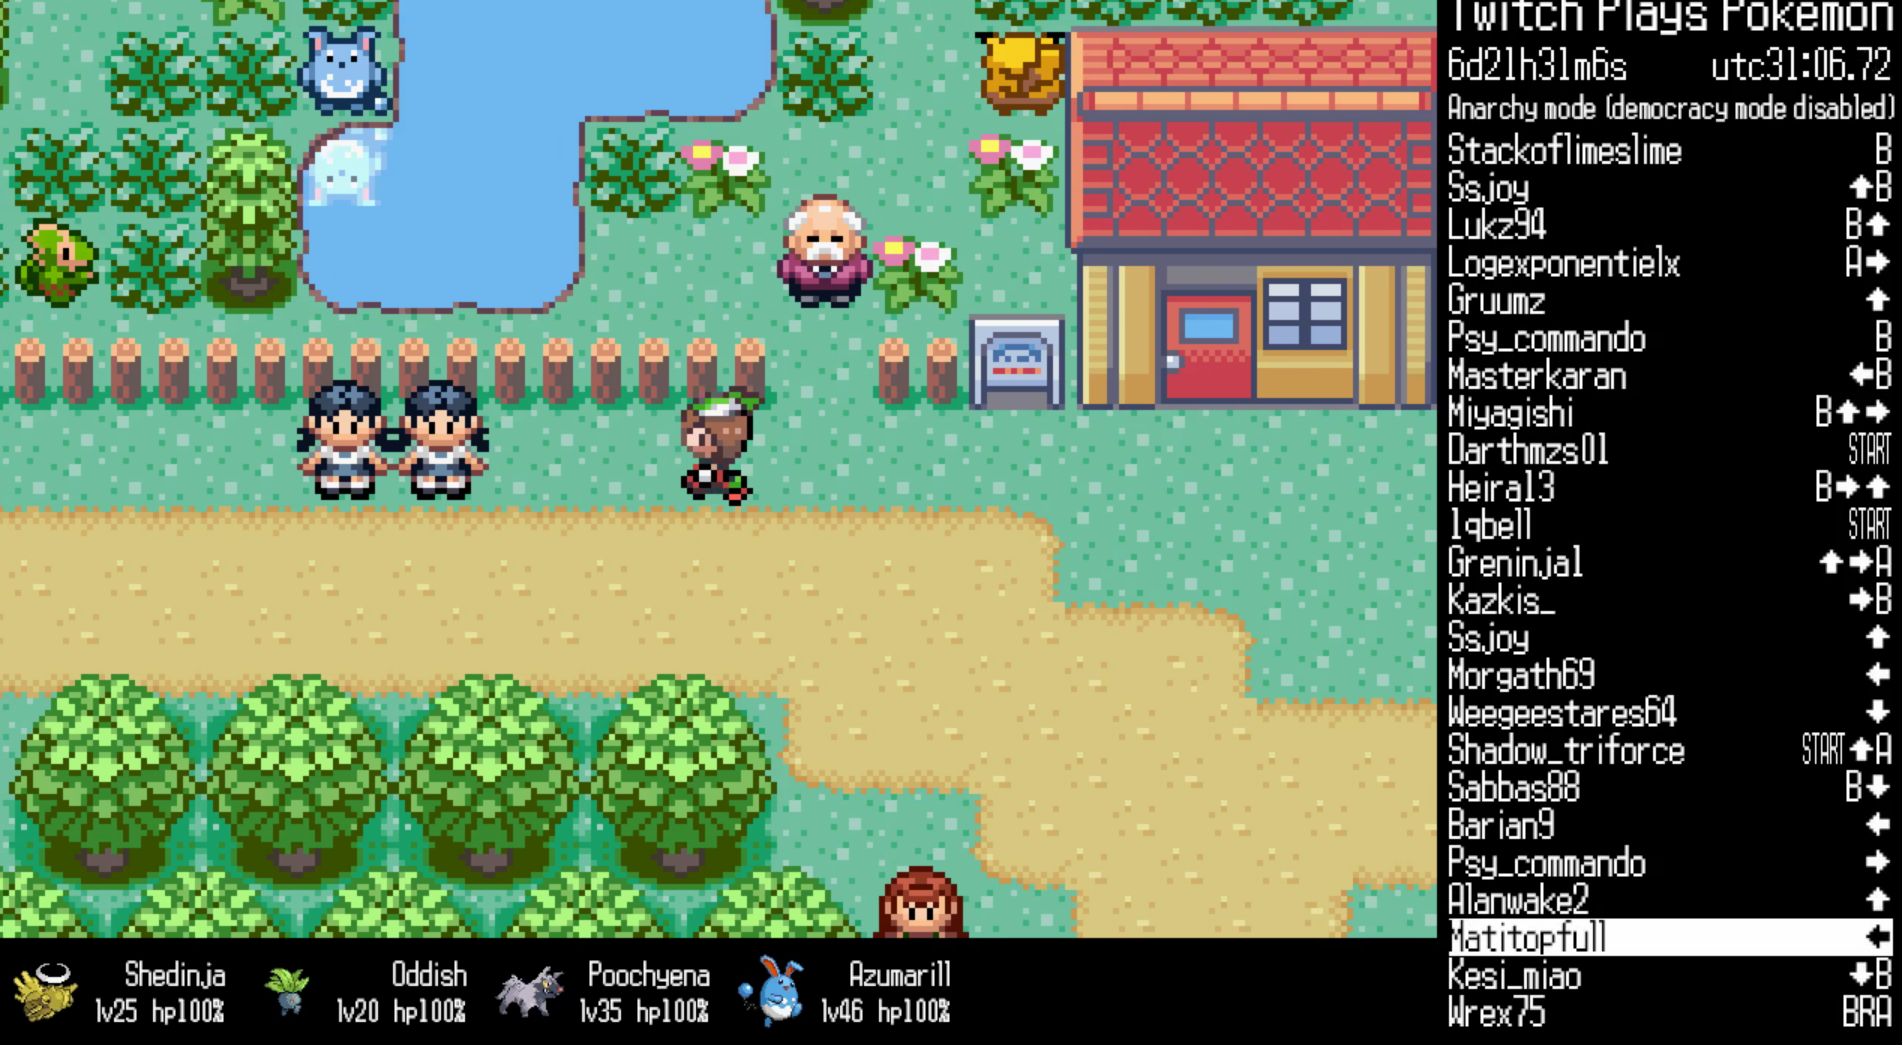 Twitch Plays Pokemon
6d21h31m6s utc31:06.72
Anarchy mode (democracy mode disabled)
Stackoflimeslime B
Ssjoy ⬆B
Lukz94 B⬆
Logexponentielx A➡
Gruumz ⬆
Psy_commando B
Masterkaran ⬅B
Miyagishi B⬆➡
Darthmzs01 START
Heira13 B➡⬆
1qbell START
Greninja1 ⬆➡A
Kazkis_ ➡B
Ssjoy ⬆
Morgath69 ⬅
Weegeestares64 ⬇
Shadow_triforce START⬆A
Sabbas88 B⬇
Barian9 ⬅
Psy_commando ➡
Alanwake2 ⬆
Matitopfull ⬅
Kesi_miao ⬇B
Wrex75 BRA
Shedinja
lv25 hp100%
Oddish
lv20 hp100%
Poochyena
lv35 hp100%
Azumarill
lv46 hp100%